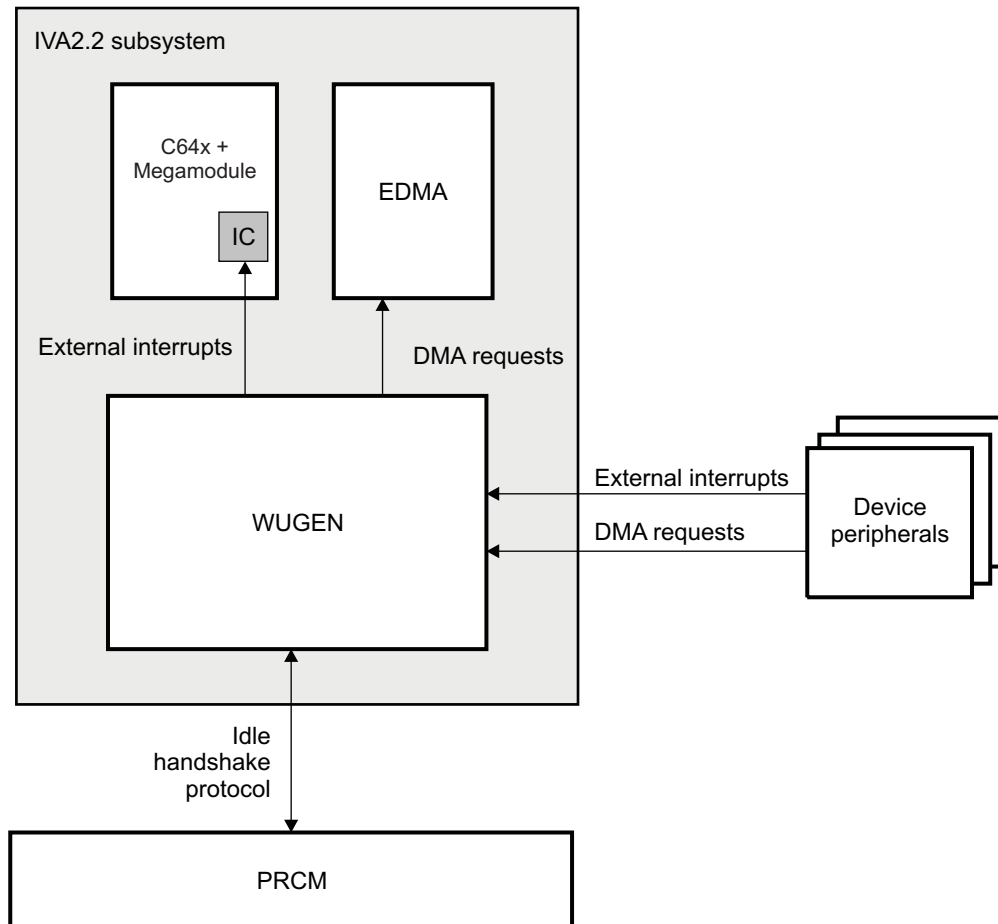 IVA2.2 subsystem
C64x +
Megamodule
IC
EDMA
External interrupts
DMA requests
WUGEN
External interrupts
DMA requests
Device
peripherals
Idle
handshake
protocol
PRCM